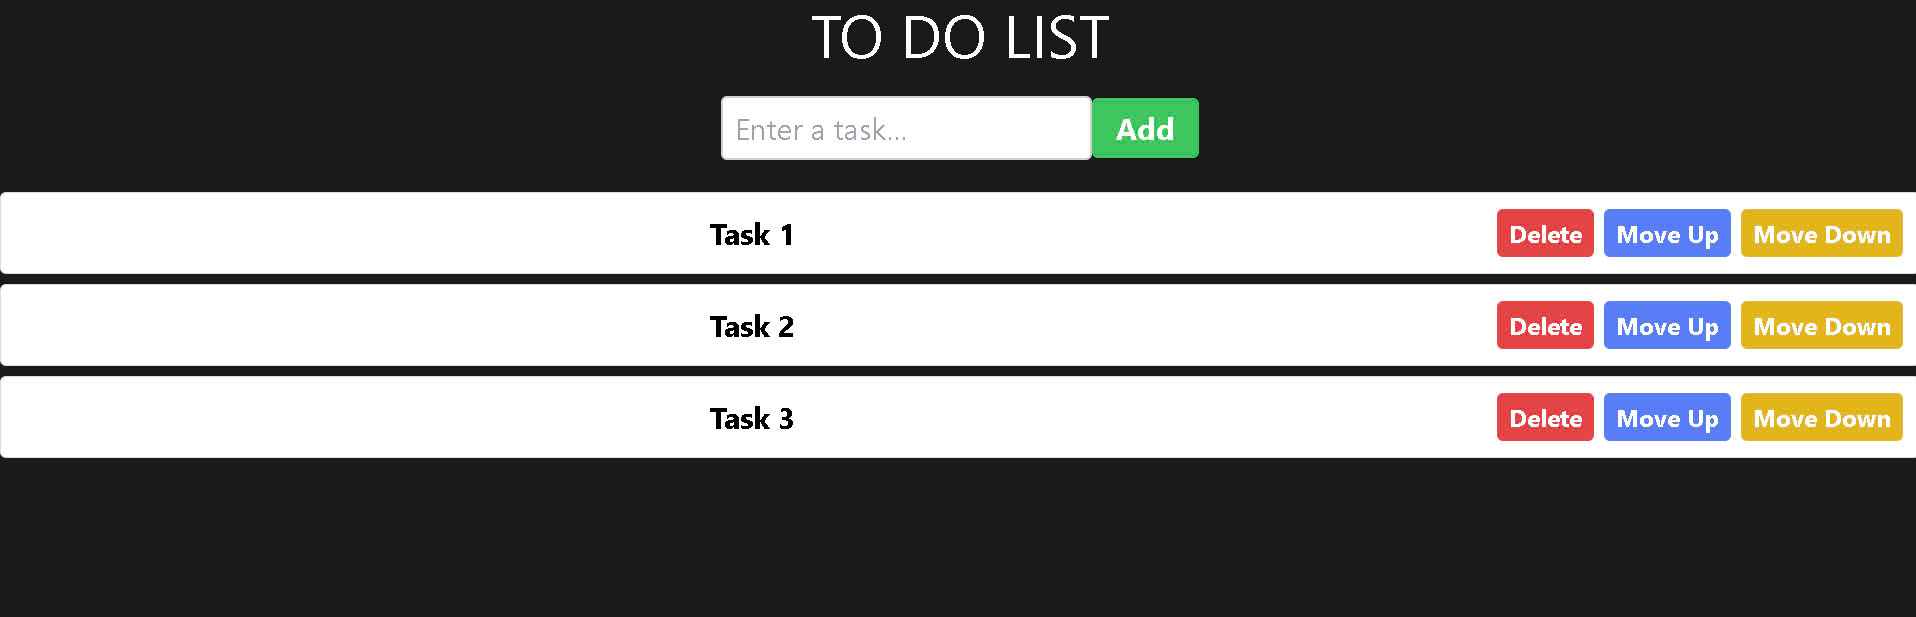 TO DO LIST
Enter a task... Add
Task 1 Delete Move Up Move Down
Task 2 Delete Move Up Move Down
Task 3 Delete Move Up Move Down